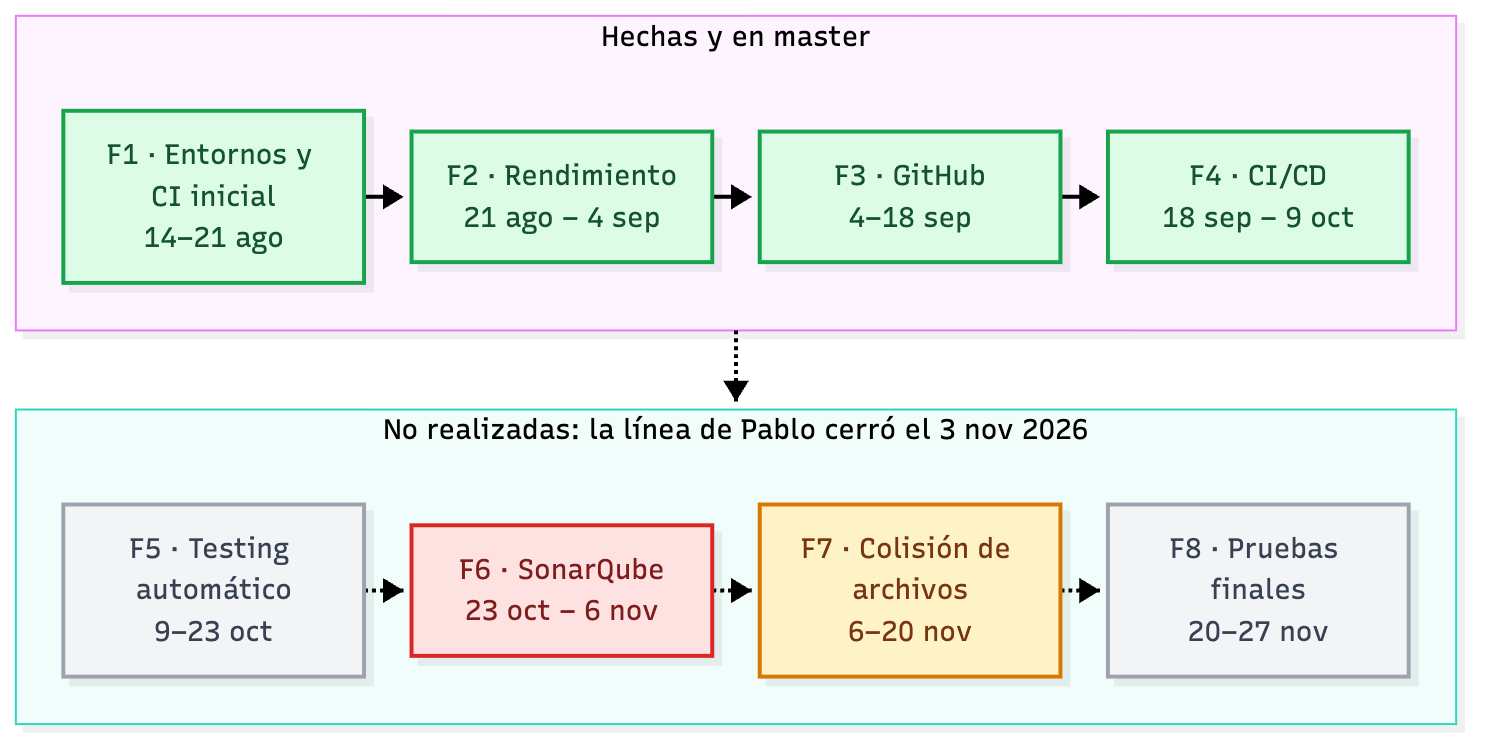 Hechas y en master
F1 · Entornos y
CI inicial
14–21 ago
F2 · Rendimiento
21 ago – 4 sep
F3 · GitHub
4–18 sep
F4 · CI/CD
18 sep – 9 oct
No realizadas: la línea de Pablo cerró el 3 nov 2026
F5 · Testing
automático
9–23 oct
F6 · SonarQube
23 oct – 6 nov
F7 · Colisión de
archivos
6–20 nov
F8 · Pruebas
finales
20–27 nov